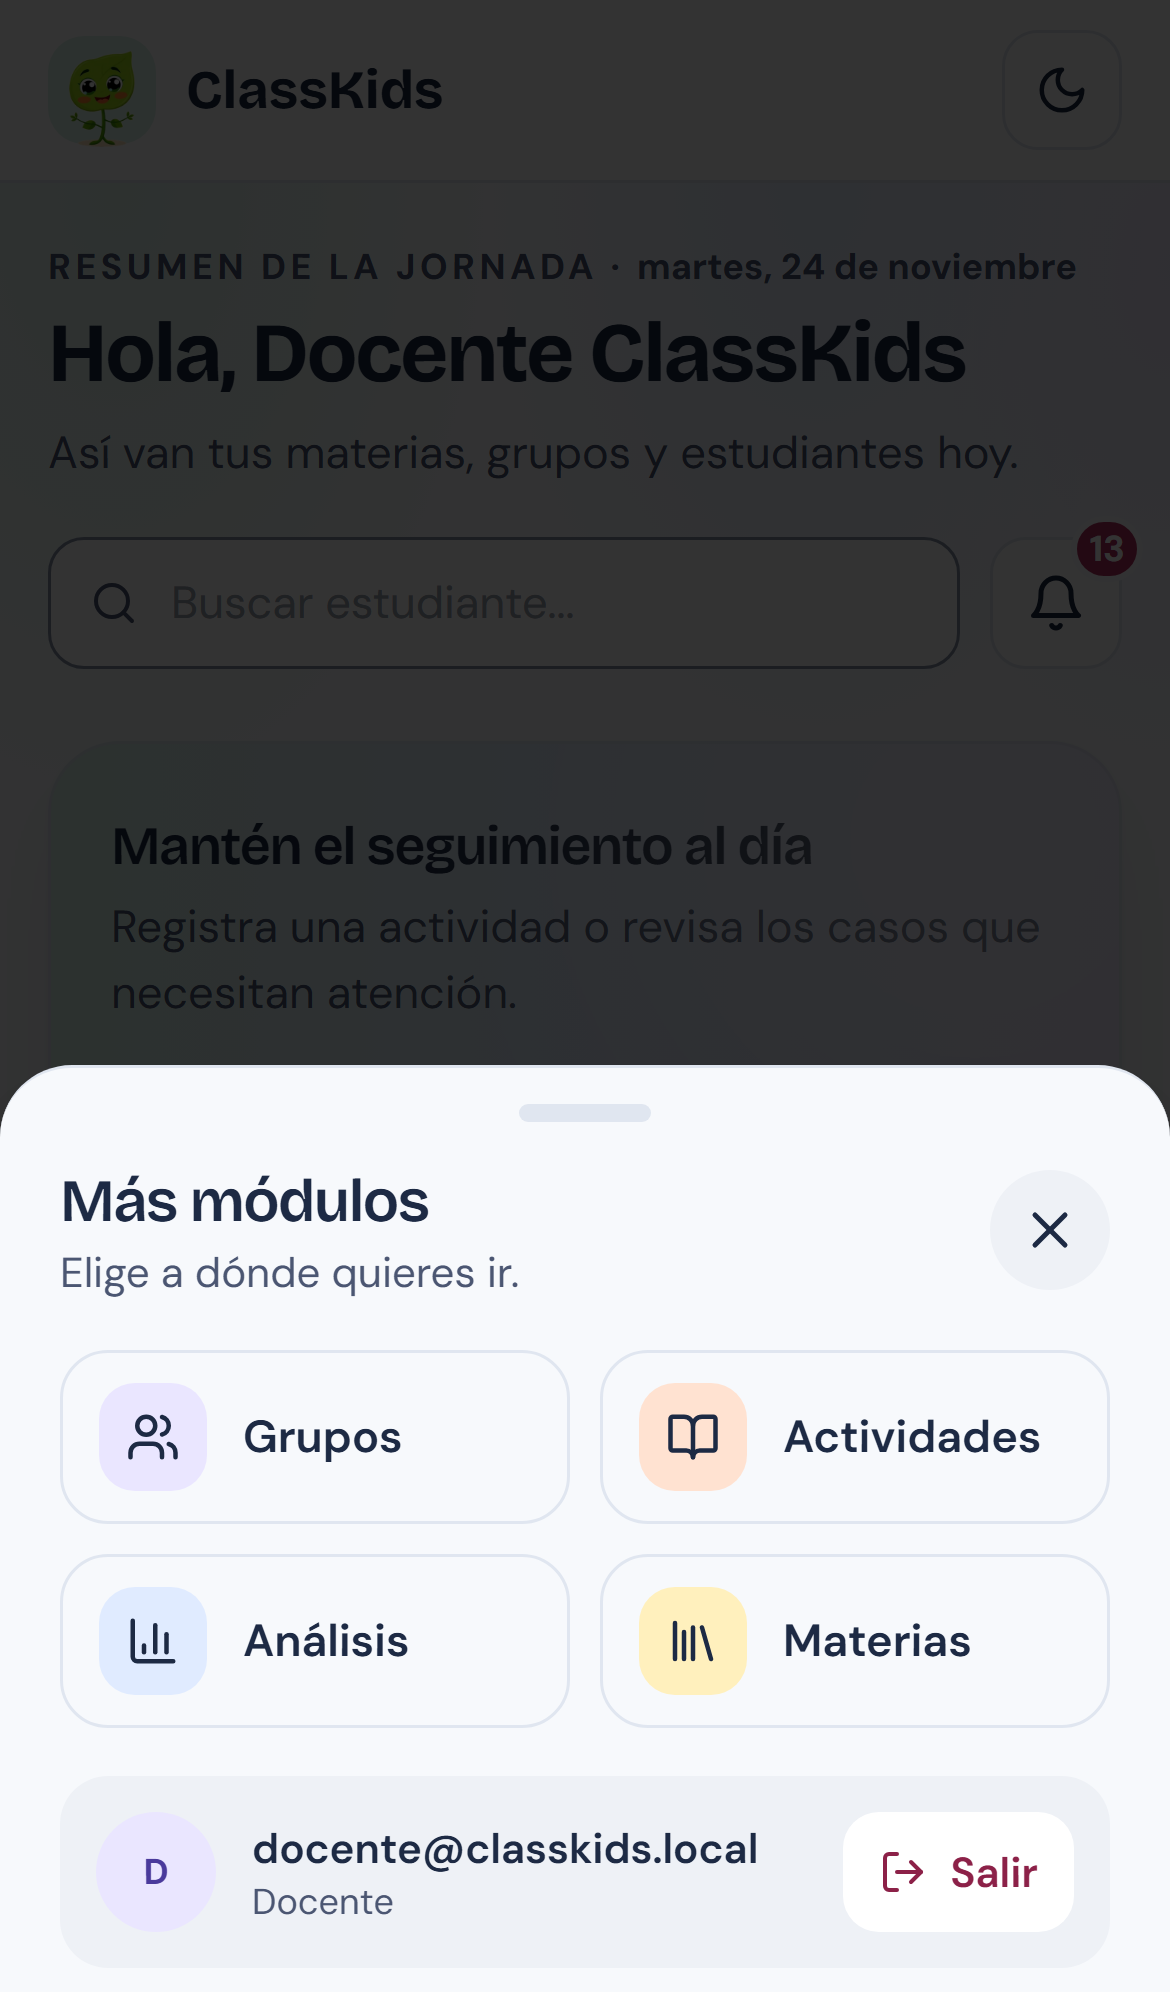 ClassKids
RESUMEN DE LA JORNADA · martes, 24 de noviembre
Hola, Docente ClassKids
Así van tus materias, grupos y estudiantes hoy.
Buscar estudiante...
13
Mantén el seguimiento al día
Registra una actividad o revisa los casos que
necesitan atención.
Más módulos
Elige a dónde quieres ir.
Grupos
Actividades
Análisis
Materias
D
docente@classkids.local
Docente
Salir